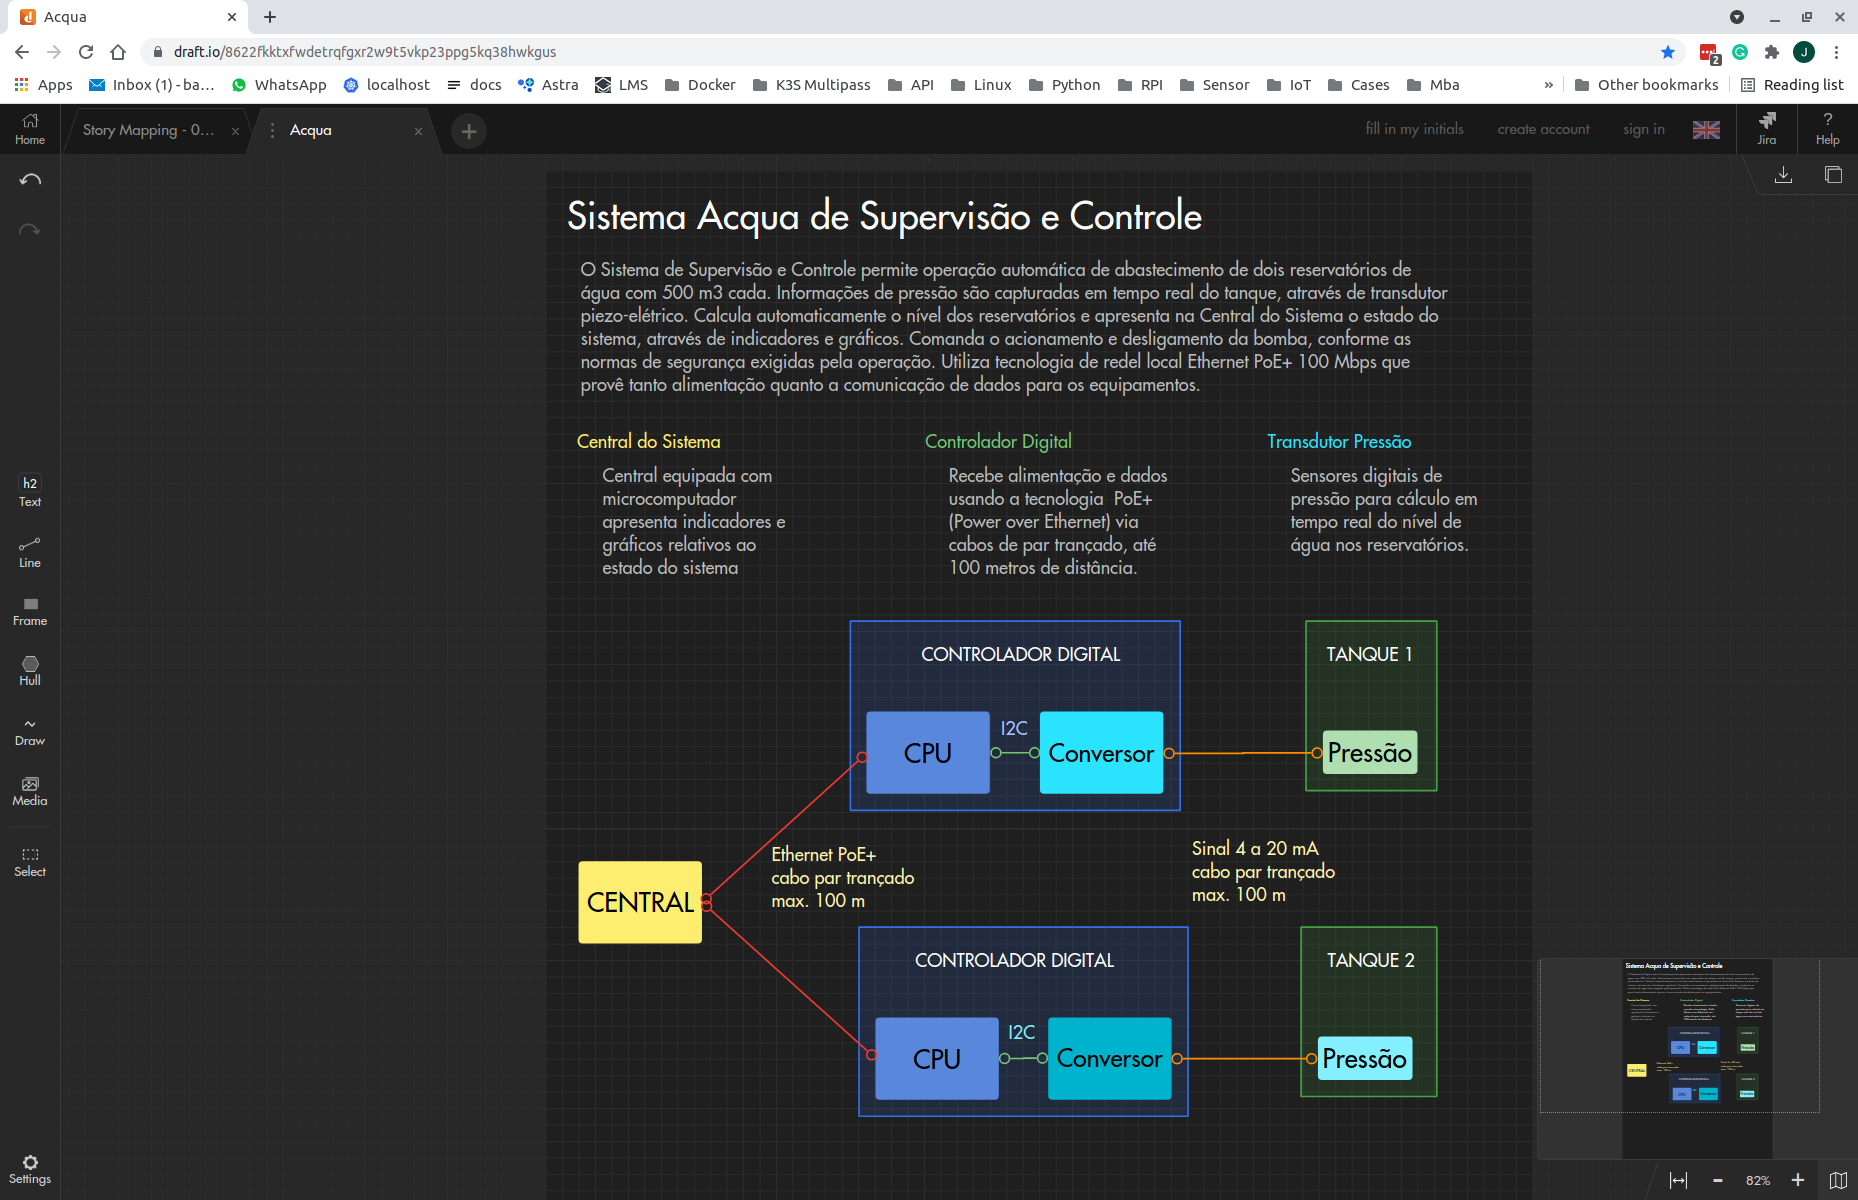 Acqua
draft.io/8622fkktxfwdetrqfgxr2w9t5vkp23ppg5kq38hwkgus
2
J
Apps
Inbox (1) - ba...
WhatsApp
localhost
docs
Astra
LMS
Docker
K3S Multipass
API
Linux
Python
RPI
Sensor
IoT
Cases
Mba
»
Other bookmarks
Reading list
Home
Story Mapping - 0...
Acqua
fill in my initials
create account
sign in
Jira
?
Help
Sistema Acqua de Supervisão e Controle
O Sistema de Supervisão e Controle permite operação automática de abastecimento de dois reservatórios de
água com 500 m3 cada. Informações de pressão são capturadas em tempo real do tanque, através de transdutor
piezo-elétrico. Calcula automaticamente o nível dos reservatórios e apresenta na Central do Sistema o estado do
sistema, através de indicadores e gráficos. Comanda o acionamento e desligamento da bomba, conforme as
normas de segurança exigidas pela operação. Utiliza tecnologia de redel local Ethernet PoE+ 100 Mbps que
provê tanto alimentação quanto a comunicação de dados para os equipamentos.
Central do Sistema
Central equipada com
microcomputador
apresenta indicadores e
gráficos relativos ao
estado do sistema
Controlador Digital
Recebe alimentação e dados
usando a tecnologia  PoE+
(Power over Ethernet) via
cabos de par trançado, até
100 metros de distância.
Transdutor Pressão
Sensores digitais de
pressão para cálculo em
tempo real do nível de
água nos reservatórios.
h2
Text
Line
Frame
Hull
Draw
Media
Select
Settings
CONTROLADOR DIGITAL
CPU
I2C
Conversor
TANQUE 1
Pressão
Ethernet PoE+
cabo par trançado
max. 100 m
Sinal 4 a 20 mA
cabo par trançado
max. 100 m
CENTRAL
CONTROLADOR DIGITAL
CPU
I2C
Conversor
TANQUE 2
Pressão
Sistema Acqua de Supervisão e Controle
82%